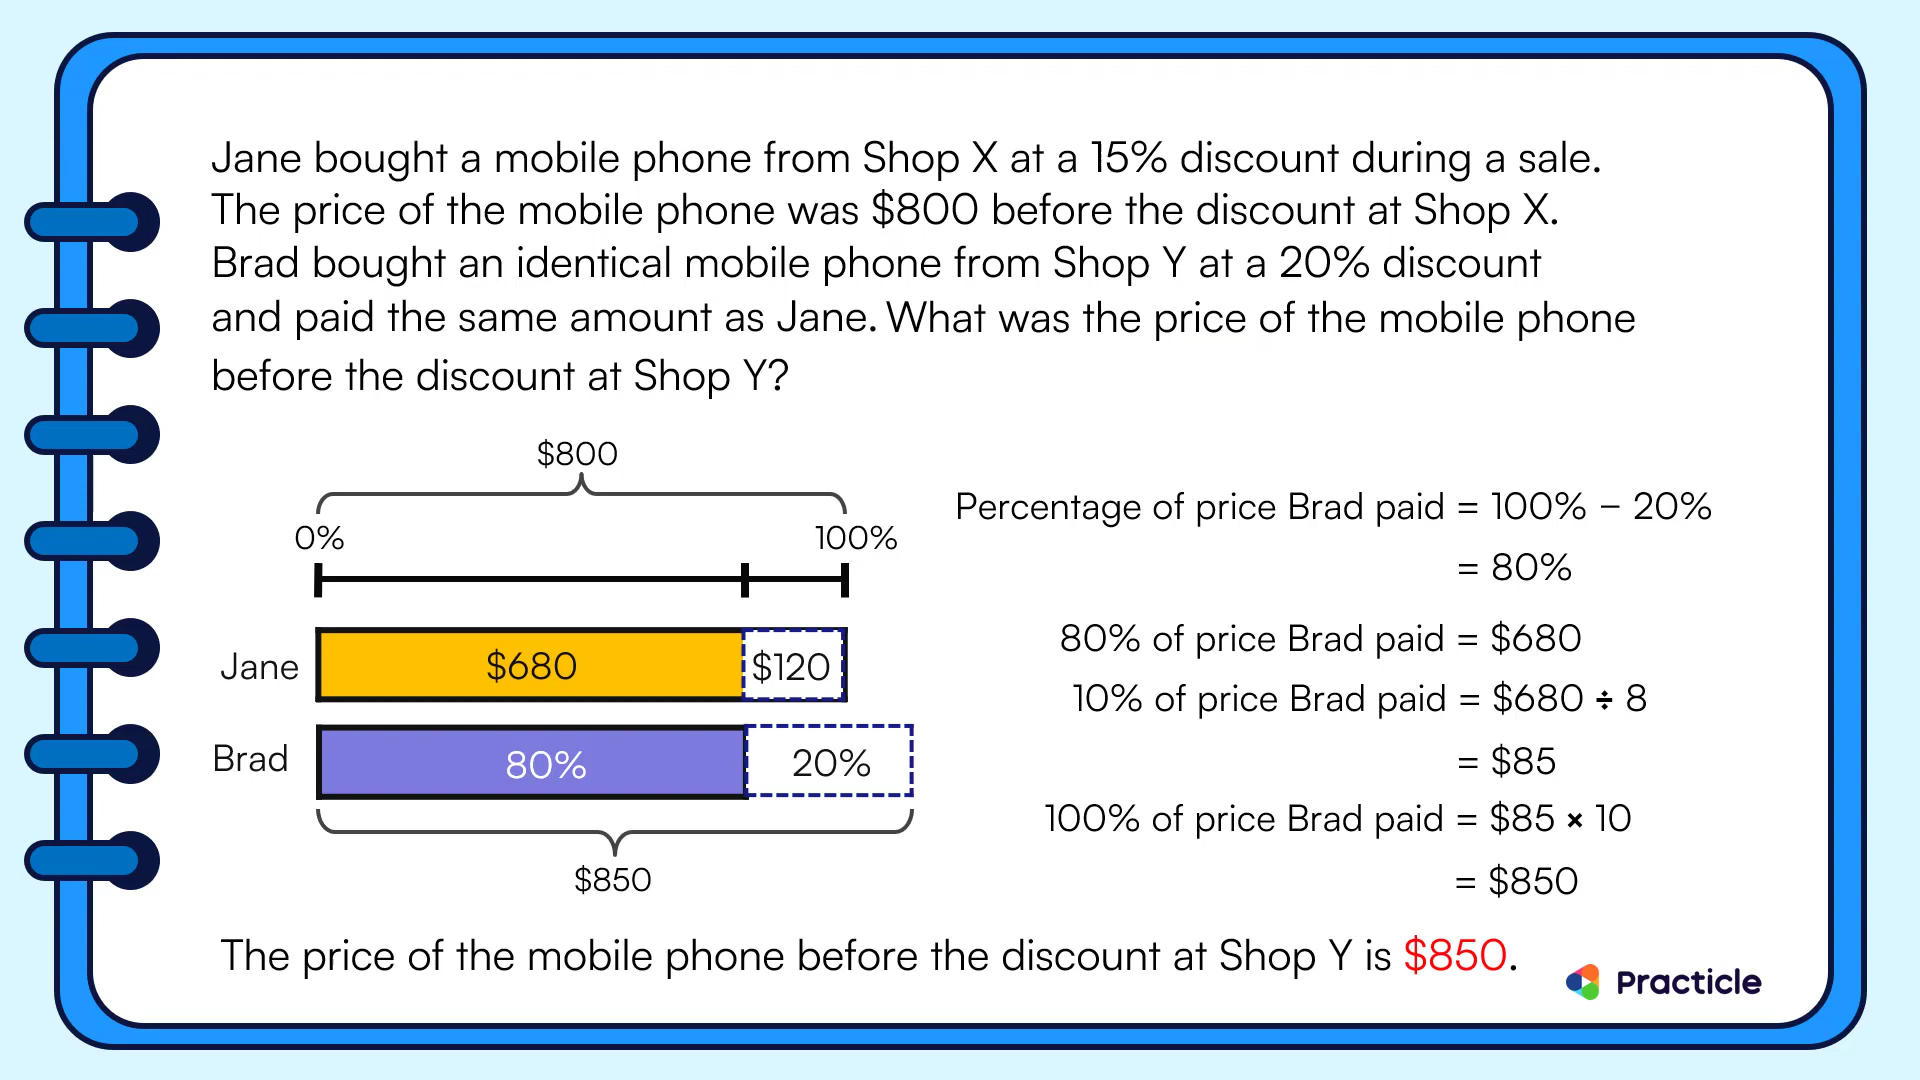 Jane bought a mobile phone from Shop X at a 15% discount during a sale.
The price of the mobile phone was $800 before the discount at Shop X.
Brad bought an identical mobile phone from Shop Y at a 20% discount
and paid the same amount as Jane. What was the price of the mobile phone
before the discount at Shop Y?
$800
0%
100%
Jane
$680
$120
Brad
80%
20%
$850
Percentage of price Brad paid = 100% − 20%
= 80%
80% of price Brad paid = $680
10% of price Brad paid = $680 ÷ 8
= $85
100% of price Brad paid = $85 × 10
= $850
The price of the mobile phone before the discount at Shop Y is $850.
Practicle